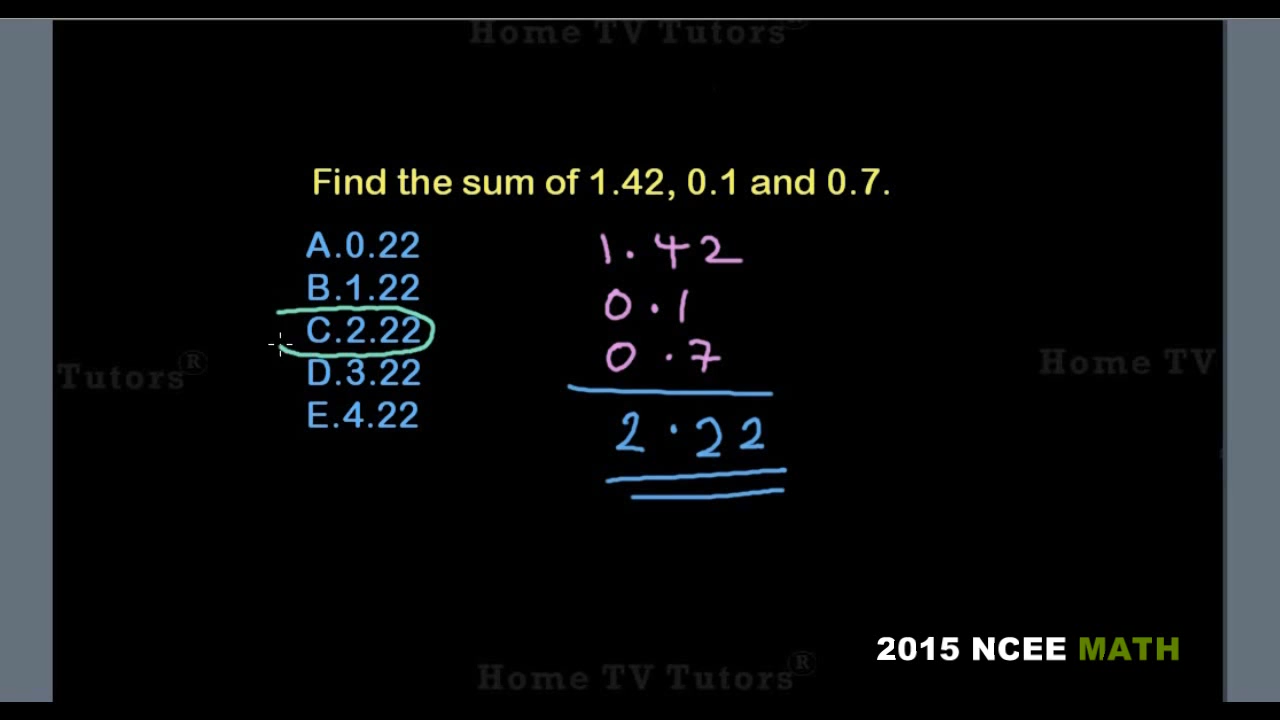 Home TV Tutors®
Find the sum of 1.42, 0.1 and 0.7.
A.0.22
B.1.22
C.2.22
D.3.22
E.4.22
1.42
0.1
0.7
2.22
Tutors®
Home TV
2015 NCEE MATH
Home TV Tutors®